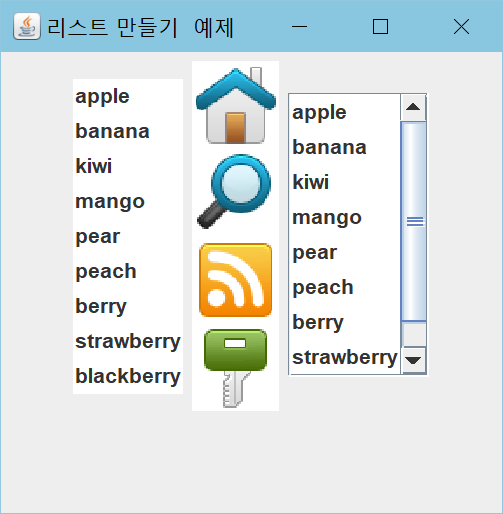 리스트 만들기 예제
apple
banana
kiwi
mango
pear
peach
berry
strawberry
blackberry
apple
banana
kiwi
mango
pear
peach
berry
strawberry